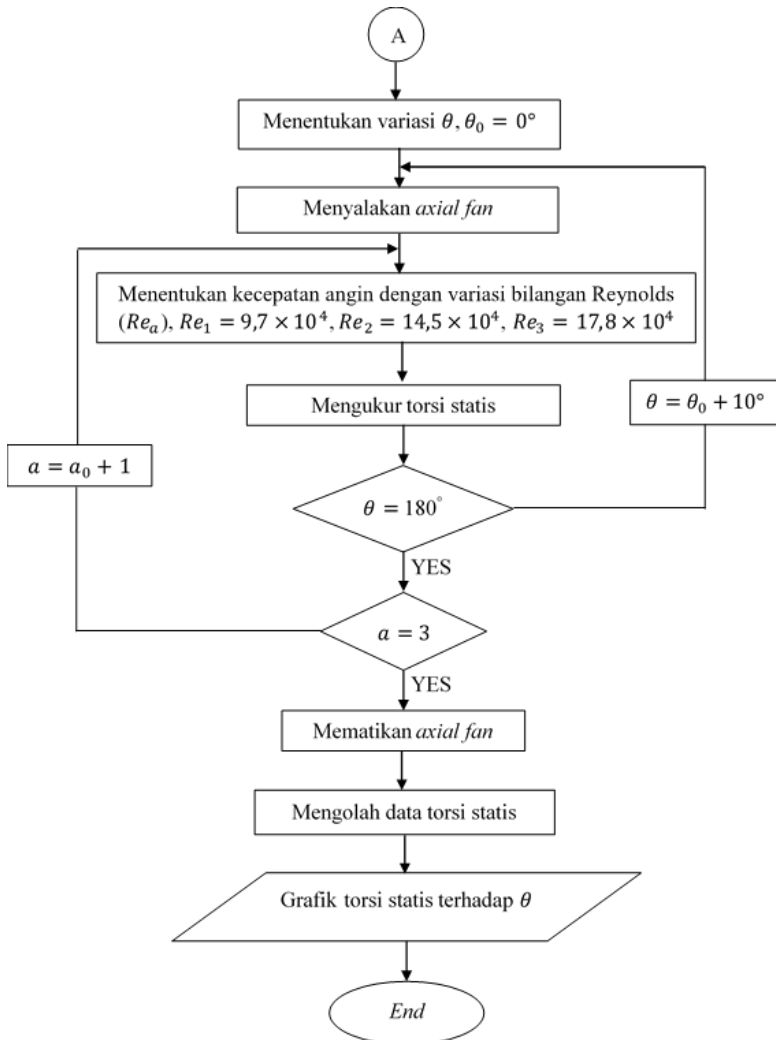 A
Menentukan variasi θ, θ₀ = 0°
Menyalakan axial fan
Menentukan kecepatan angin dengan variasi bilangan Reynolds
(Reₐ), Re₁ = 9,7 × 10⁴, Re₂ = 14,5 × 10⁴, Re₃ = 17,8 × 10⁴
Mengukur torsi statis
θ = θ₀ + 10°
a = a₀ + 1
θ = 180°
YES
a = 3
YES
Mematikan axial fan
Mengolah data torsi statis
Grafik torsi statis terhadap θ
End